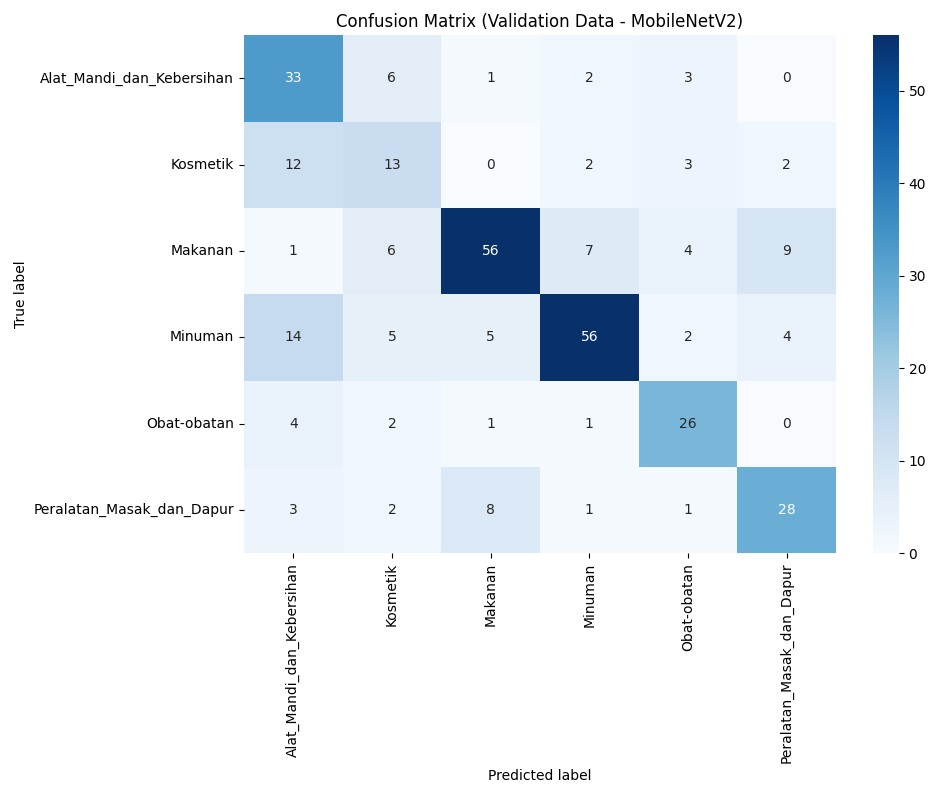 Confusion Matrix (Validation Data - MobileNetV2)
True label
Alat_Mandi_dan_Kebersihan 33 6 1 2 3 0
Kosmetik 12 13 0 2 3 2
Makanan 1 6 56 7 4 9
Minuman 14 5 5 56 2 4
Obat-obatan 4 2 1 1 26 0
Peralatan_Masak_dan_Dapur 3 2 8 1 1 28
Alat_Mandi_dan_Kebersihan
Kosmetik
Makanan
Minuman
Obat-obatan
Peralatan_Masak_dan_Dapur
Predicted label
50
40
30
20
10
0